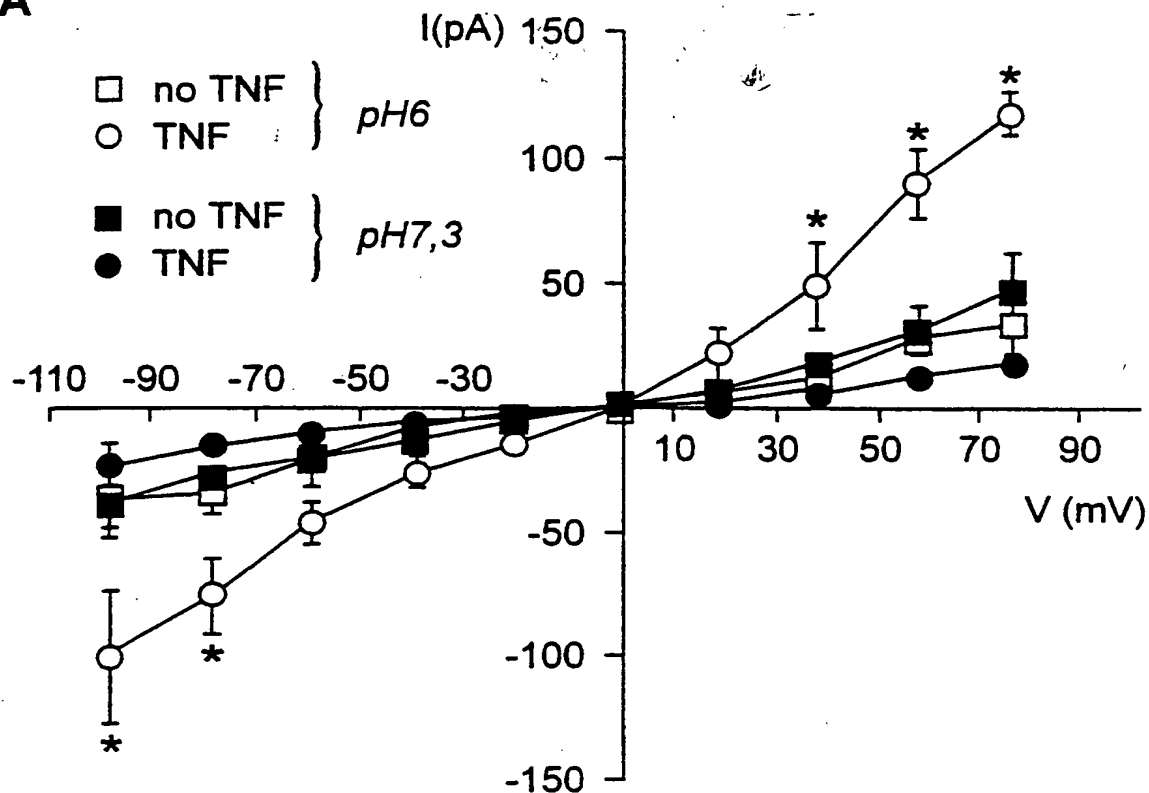 A
I(pA) 150
no TNF
TNF
pH6
no TNF
TNF
pH7,3
100
50
-110 -90 -70 -50 -30
10 30 50 70 90
V (mV)
-50
-100
-150
* * *
*
*